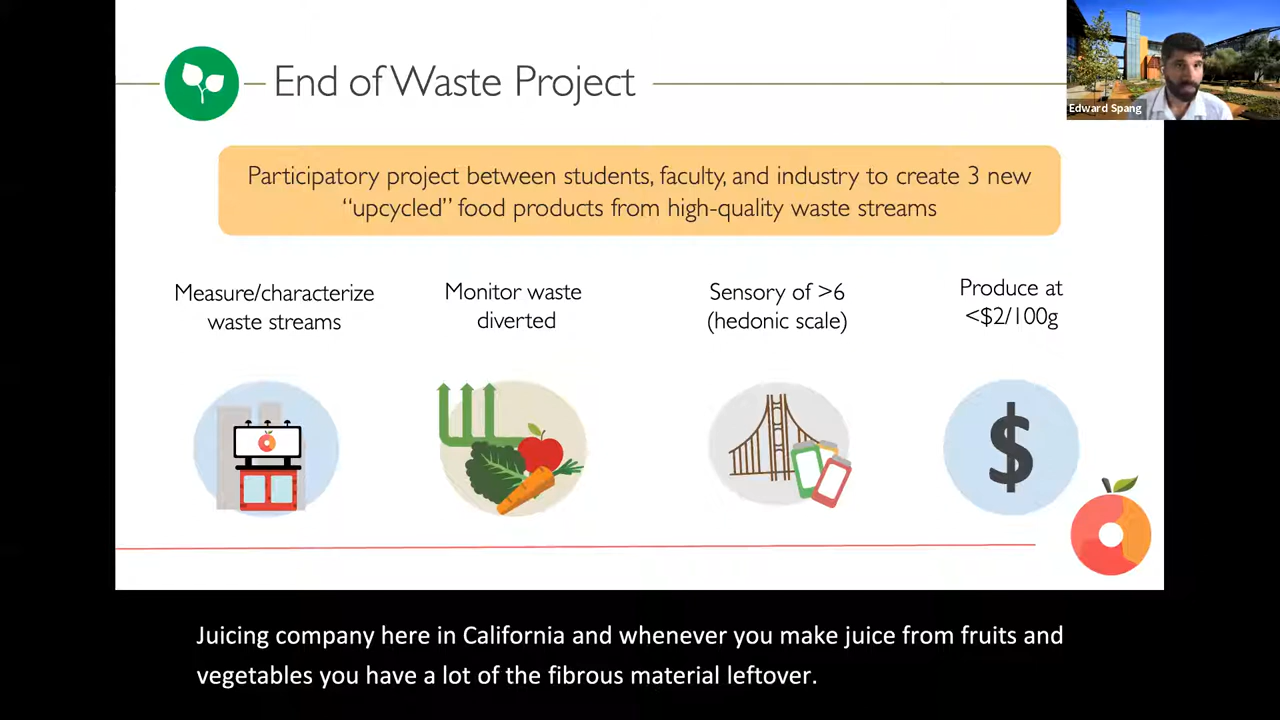 End of Waste Project
Edward Spang
Participatory project between students, faculty, and industry to create 3 new
“upcycled” food products from high-quality waste streams
Measure/characterize
waste streams
Monitor waste
diverted
Sensory of >6
(hedonic scale)
Produce at
<$2/100g
$
Juicing company here in California and whenever you make juice from fruits and
vegetables you have a lot of the fibrous material leftover.